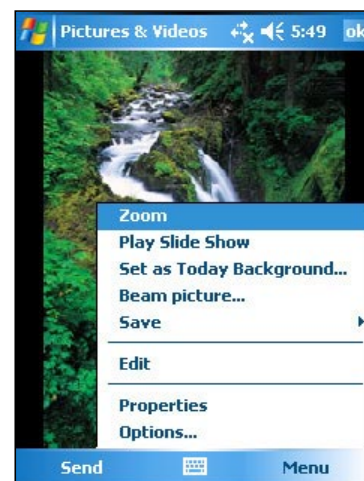 Pictures & Videos 5:49 ok
Zoom
Play Slide Show
Set as Today Background...
Beam picture...
Save
Edit
Properties
Options...
Send Menu